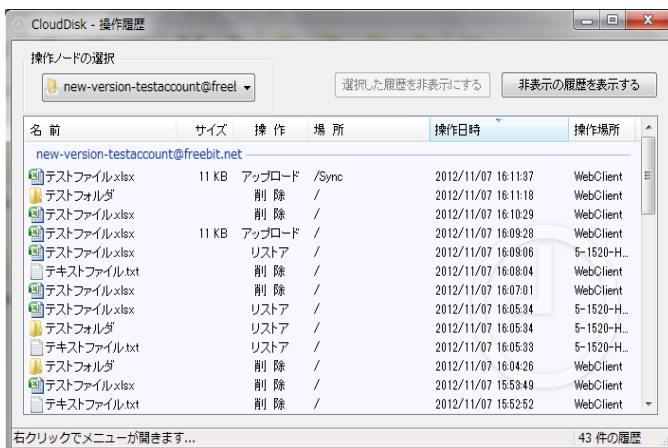 CloudDisk - 操作履歴
操作ノードの選択
new-version-testaccount@freel
選択した履歴を非表示にする
非表示の履歴を表示する
名 前 サイズ 操 作 場 所 操作日時 操作場所
new-version-testaccount@freebit.net
テストファイル.xlsx 11 KB アップロード /Sync 2012/11/07 16:11:37 WebClient
テストフォルダ 削 除 / 2012/11/07 16:11:18 WebClient
テストファイル.xlsx 削 除 / 2012/11/07 16:10:29 WebClient
テストファイル.xlsx 11 KB アップロード / 2012/11/07 16:09:28 WebClient
テストファイル.xlsx リストア / 2012/11/07 16:09:06 5-1520-H...
テキストファイル.txt 削 除 / 2012/11/07 16:08:04 WebClient
テストファイル.xlsx 削 除 / 2012/11/07 16:07:01 WebClient
テストファイル.xlsx リストア / 2012/11/07 16:05:34 5-1520-H...
テストフォルダ リストア / 2012/11/07 16:05:34 5-1520-H...
テキストファイル.txt リストア / 2012/11/07 16:05:33 5-1520-H...
テストフォルダ 削 除 / 2012/11/07 16:04:26 WebClient
テストファイル.xlsx 削 除 / 2012/11/07 15:53:49 WebClient
テキストファイル.txt 削 除 / 2012/11/07 15:52:52 WebClient
右クリックでメニューが開きます...
43 件の履歴